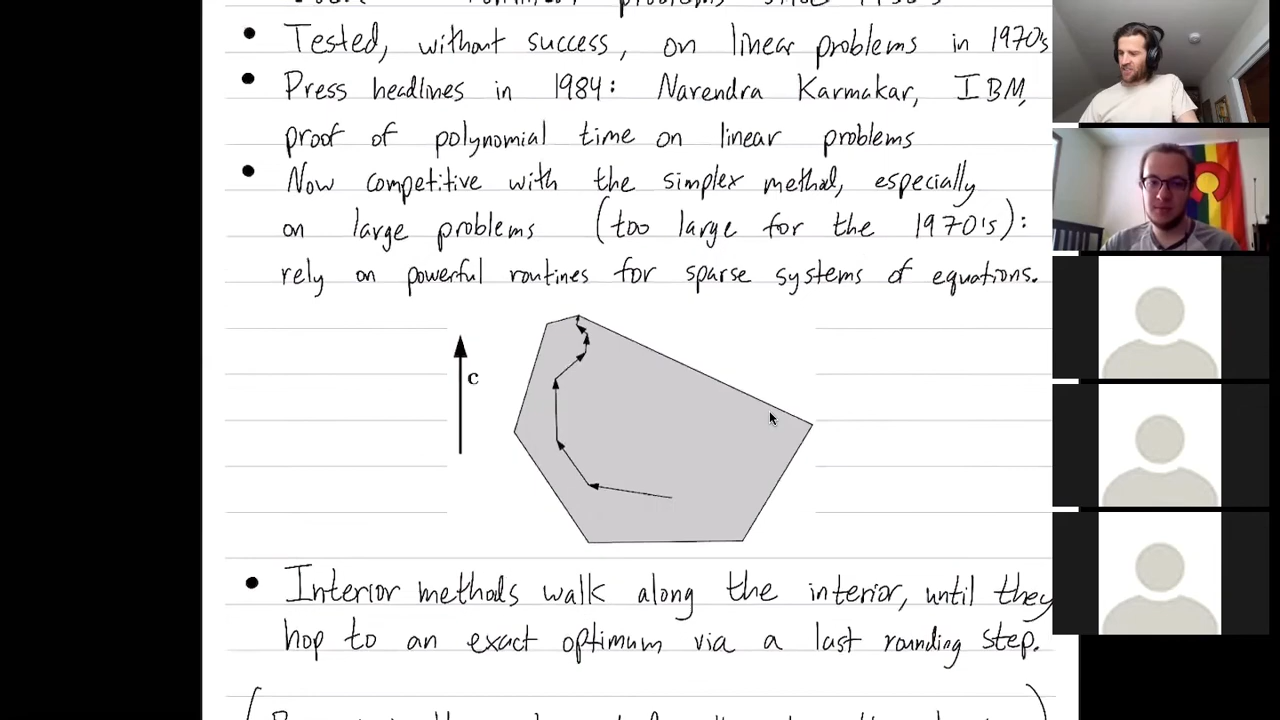 problems since
• Tested, without success, on linear problems in 1970's
• Press headlines in 1984: Narendra Karmakar, IBM,
proof of polynomial time on linear problems
• Now competitive with the simplex method, especially
on large problems (too large for the 1970's):
rely on powerful routines for sparse systems of equations.
c
• Interior methods walk along the interior, until they
hop to an exact optimum via a last rounding step.